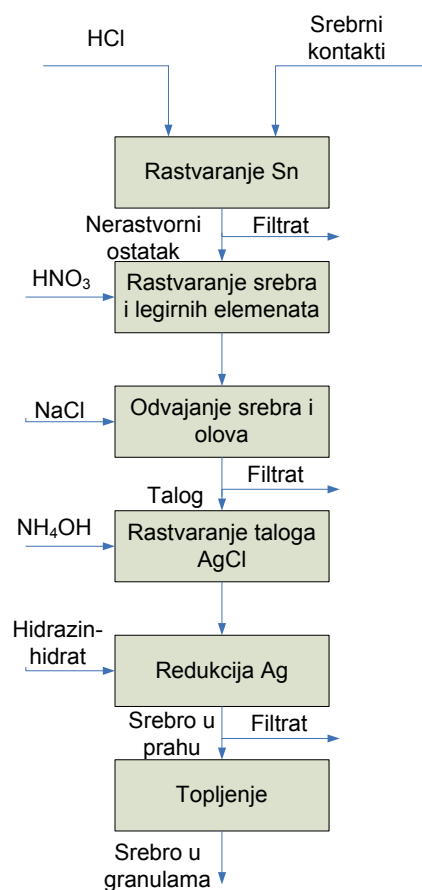 HCl
Srebrni
kontakti
Rastvaranje Sn
Nerastvorni
ostatak
Filtrat
HNO₃
Rastvaranje srebra
i legirnih elemenata
NaCl
Odvajanje srebra i
olova
Talog
Filtrat
NH₄OH
Rastvaranje taloga
AgCl
Hidrazin-
hidrat
Redukcija Ag
Srebro u
prahu
Filtrat
Topljenje
Srebro u
granulama